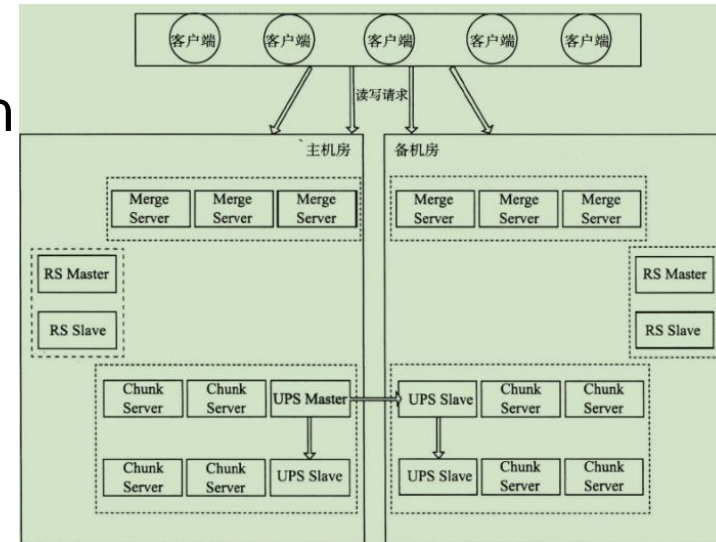 客户端 客户端 客户端 客户端 客户端
n
读写请求
主机房 备机房
Merge Server Merge Server Merge Server
Merge Server Merge Server Merge Server
RS Master
RS Slave
RS Master
RS Slave
Chunk Server Chunk Server UPS Master
UPS Slave Chunk Server Chunk Server
Chunk Server Chunk Server UPS Slave
UPS Slave Chunk Server Chunk Server